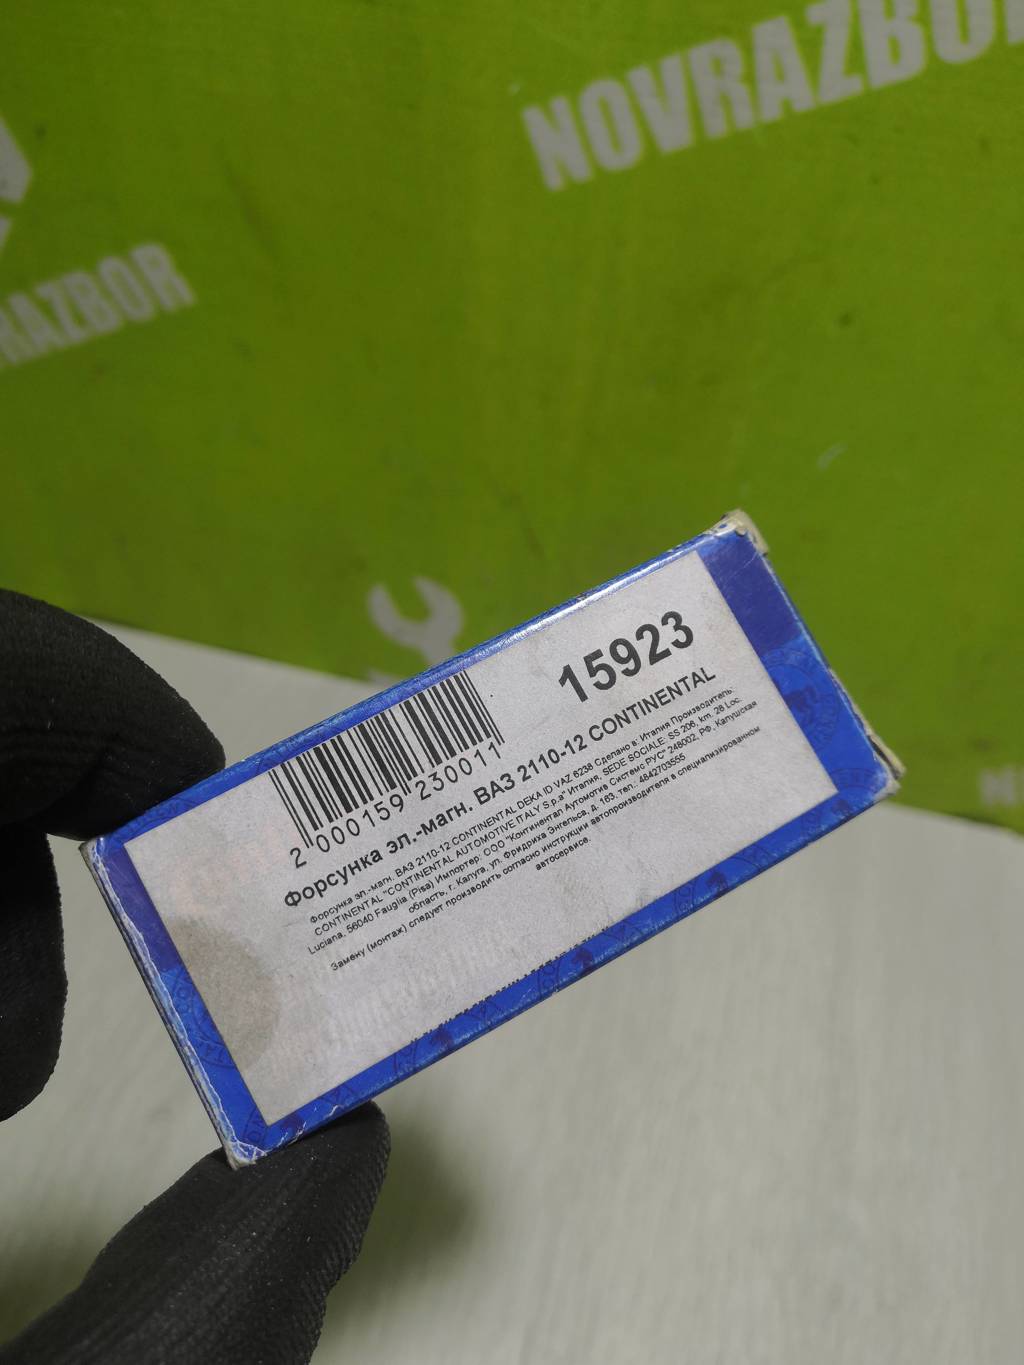 NOVRAZBOR
RAZBOR
15923
2 000159 230011
Форсунка эл.-магн. ВАЗ 2110-12 CONTINENTAL
Форсунка эл.-магн. ВАЗ 2110-12 CONTINENTAL DEKA ID VAZ 6238 Сделано в: Италия Производитель:
CONTINENTAL "CONTINENTAL AUTOMOTIVE ITALY S.p.a" Италия, SEDE SOCIALE: SS 206, km. 28 Loc.
Luciana, 56040 Fauglia (Pisa) Импортер: ООО "Континентал Аутомотив Системс РУС" 248002, РФ, Калужская
область, г. Калуга, ул. Фридриха Энгельса, д. 163, тел.: 4842703555
Замену (монтаж) следует производить согласно инструкции автопроизводителя в специализированном
автосервисе.